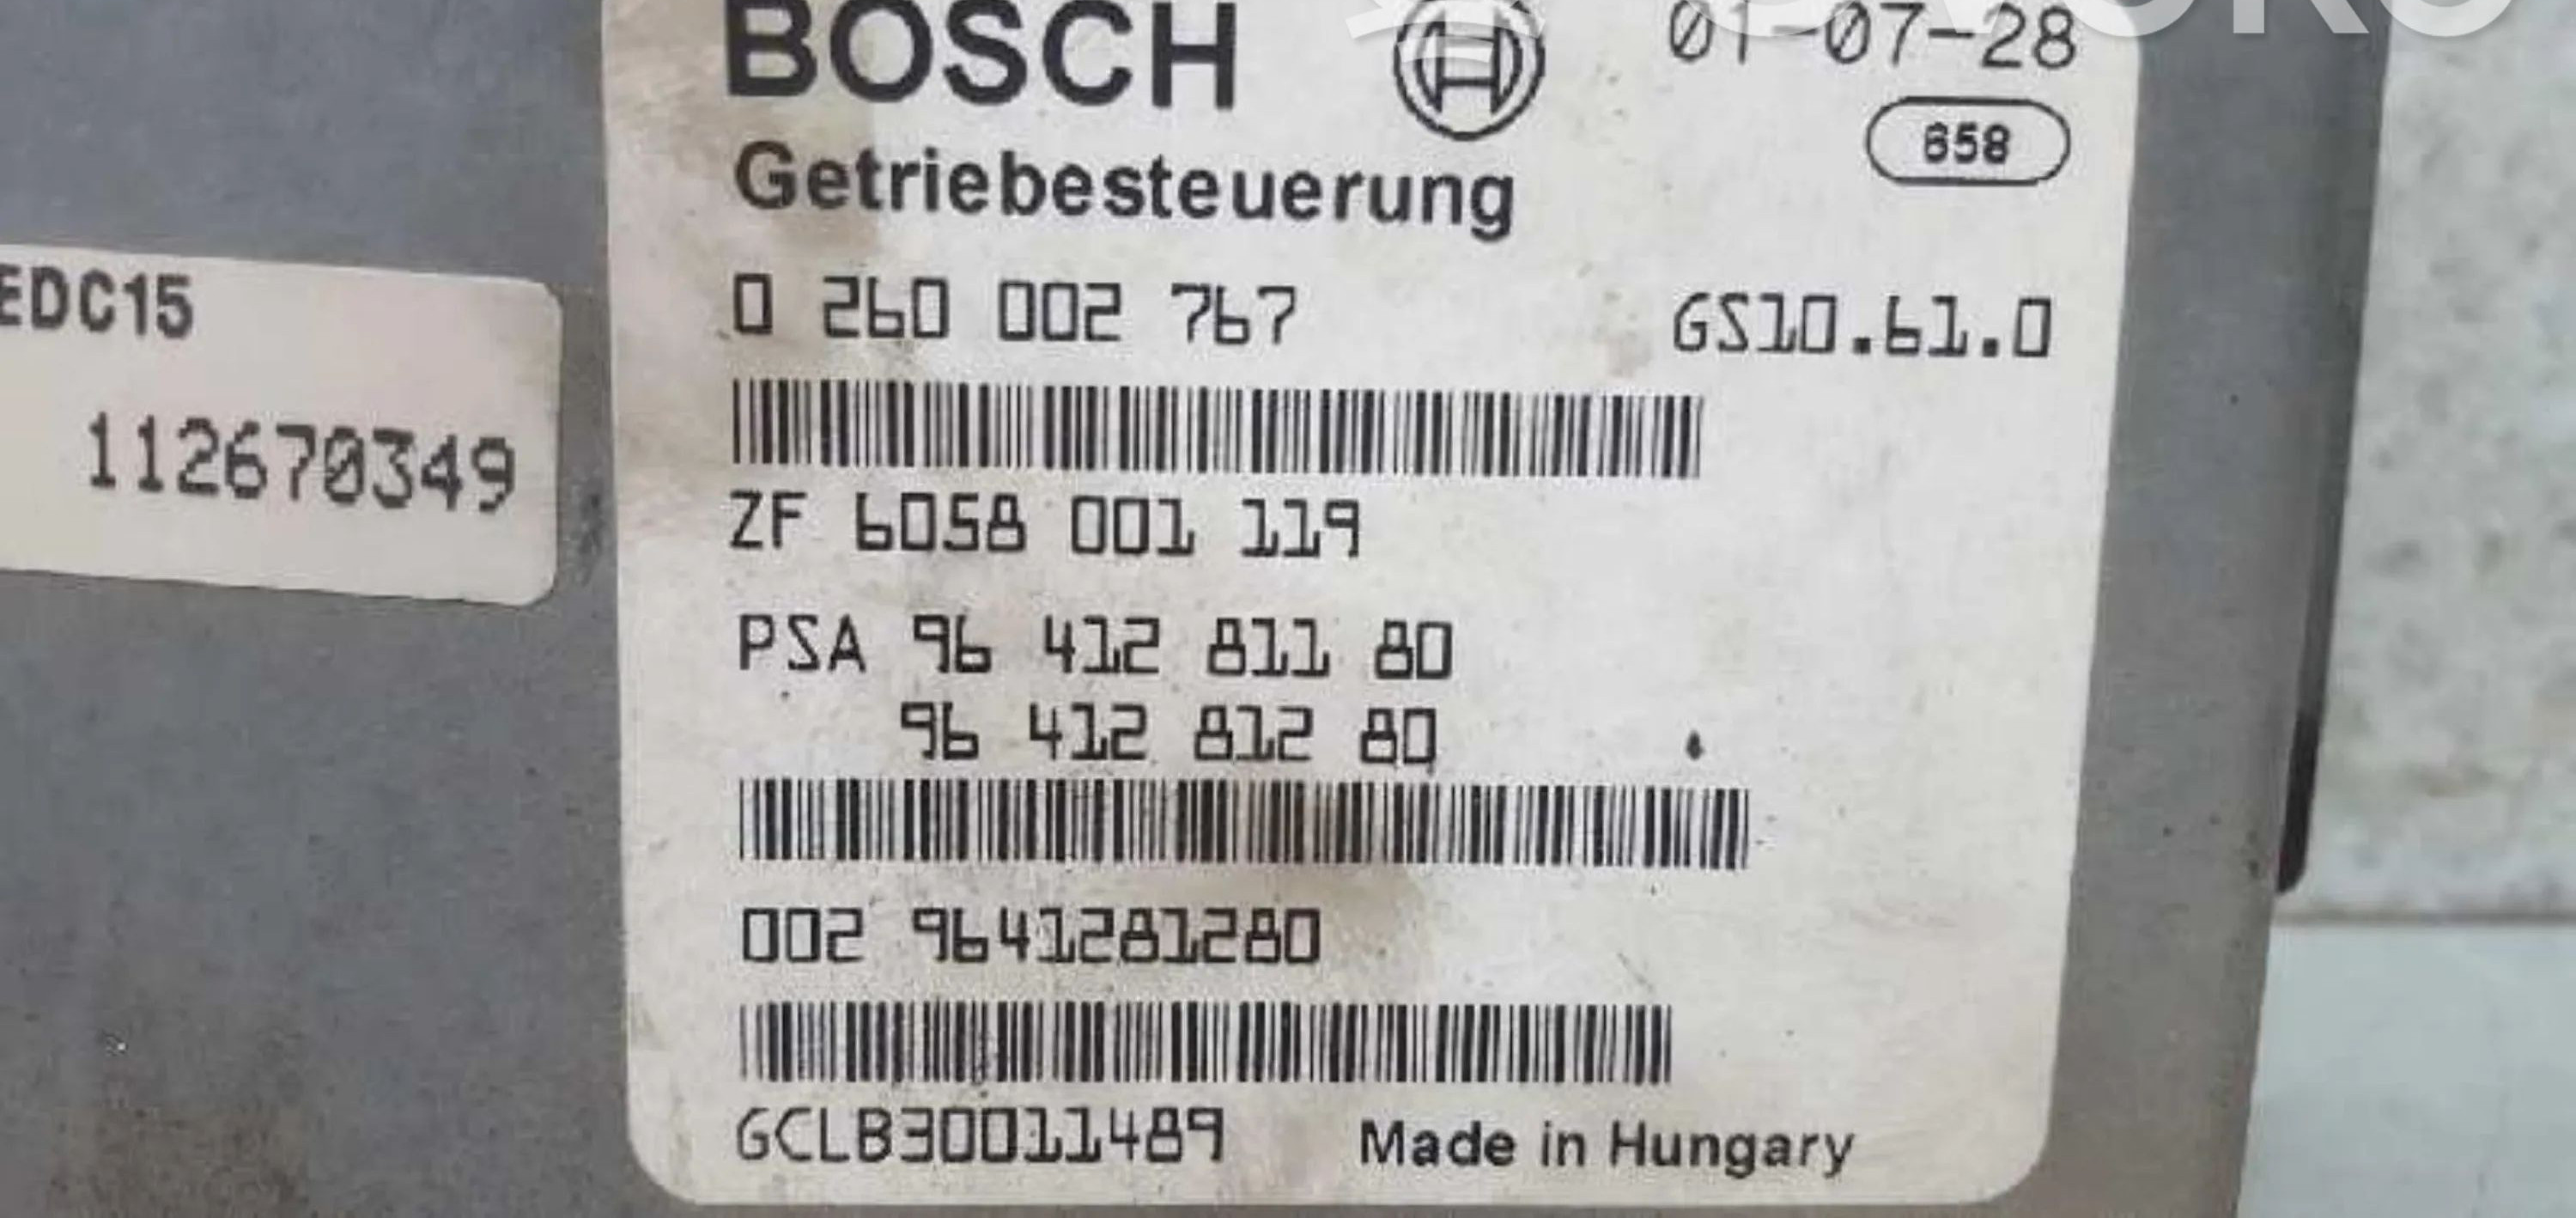 BOSCH
01-07-28
658
Getriebesteuerung
0 260 002 767 GS10.61.0
EDC15
112670349
ZF 6058 001 119
PSA 96 412 811 80
96 412 812 80
002 9641281280
GCLB30011489 Made in Hungary